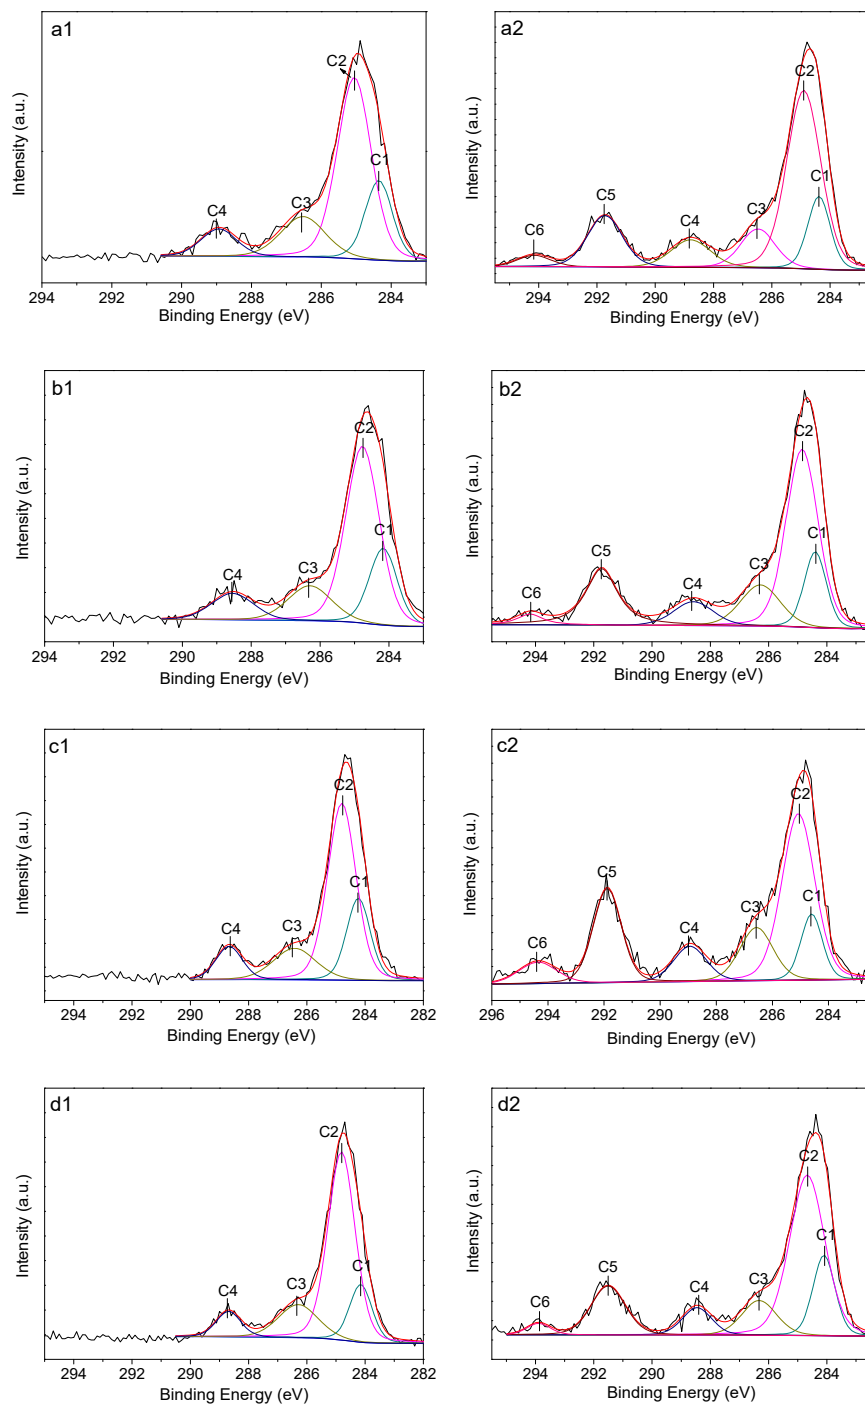 a1
C2
C1
C3
C4
Intensity (a.u.)
294 292 290 288 286 284
Binding Energy (eV)
a2
C2
C1
C3
C4
C5
C6
Intensity (a.u.)
294 292 290 288 286 284
Binding Energy (eV)
b1
C2
C1
C3
C4
Intensity (a.u.)
294 292 290 288 286 284
Binding Energy (eV)
b2
C2
C1
C3
C4
C5
C6
Intensity (a.u.)
294 292 290 288 286 284
Binding Energy (eV)
c1
C2
C1
C3
C4
Intensity (a.u.)
294 292 290 288 286 284 282
Binding Energy (eV)
c2
C2
C1
C3
C4
C5
C6
Intensity (a.u.)
296 294 292 290 288 286 284
Binding Energy (eV)
d1
C2
C1
C3
C4
Intensity (a.u.)
294 292 290 288 286 284 282
Binding Energy (eV)
d2
C2
C1
C3
C4
C5
C6
Intensity (a.u.)
294 292 290 288 286 284
Binding Energy (eV)